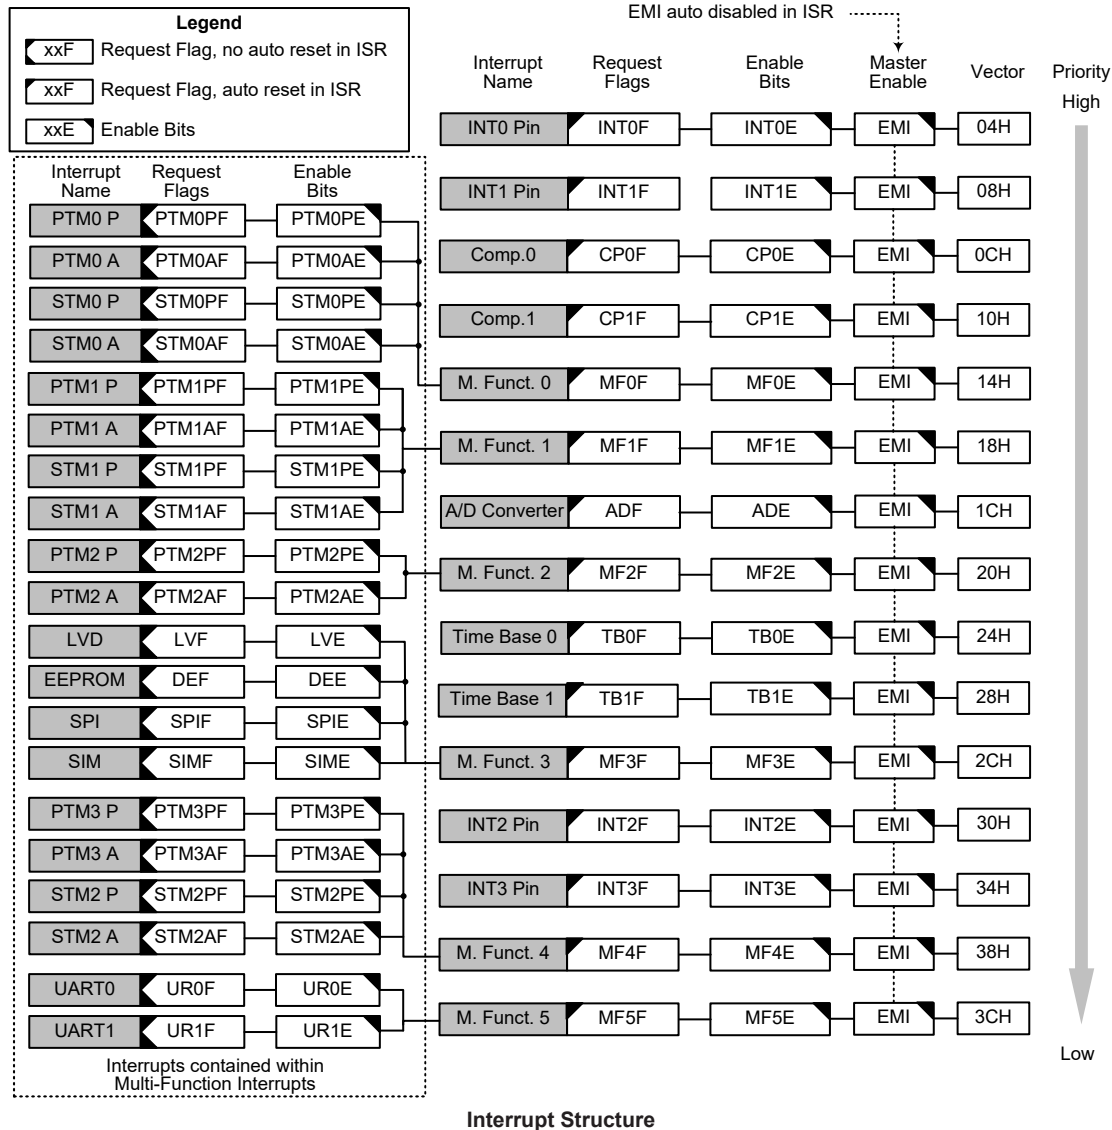 Legend
xxF Request Flag, no auto reset in ISR
xxF Request Flag, auto reset in ISR
xxE Enable Bits
EMI auto disabled in ISR
Interrupt Name Request Flags Enable Bits Master Enable Vector Priority
High
INT0 Pin INT0F INT0E EMI 04H
INT1 Pin INT1F INT1E EMI 08H
Comp.0 CP0F CP0E EMI 0CH
Comp.1 CP1F CP1E EMI 10H
M. Funct. 0 MF0F MF0E EMI 14H
M. Funct. 1 MF1F MF1E EMI 18H
A/D Converter ADF ADE EMI 1CH
M. Funct. 2 MF2F MF2E EMI 20H
Time Base 0 TB0F TB0E EMI 24H
Time Base 1 TB1F TB1E EMI 28H
M. Funct. 3 MF3F MF3E EMI 2CH
INT2 Pin INT2F INT2E EMI 30H
INT3 Pin INT3F INT3E EMI 34H
M. Funct. 4 MF4F MF4E EMI 38H
M. Funct. 5 MF5F MF5E EMI 3CH
Low
Interrupt Name Request Flags Enable Bits
PTM0 P PTM0PF PTM0PE
PTM0 A PTM0AF PTM0AE
STM0 P STM0PF STM0PE
STM0 A STM0AF STM0AE
PTM1 P PTM1PF PTM1PE
PTM1 A PTM1AF PTM1AE
STM1 P STM1PF STM1PE
STM1 A STM1AF STM1AE
PTM2 P PTM2PF PTM2PE
PTM2 A PTM2AF PTM2AE
LVD LVF LVE
EEPROM DEF DEE
SPI SPIF SPIE
SIM SIMF SIME
PTM3 P PTM3PF PTM3PE
PTM3 A PTM3AF PTM3AE
STM2 P STM2PF STM2PE
STM2 A STM2AF STM2AE
UART0 UR0F UR0E
UART1 UR1F UR1E
Interrupts contained within
Multi-Function Interrupts
Interrupt Structure